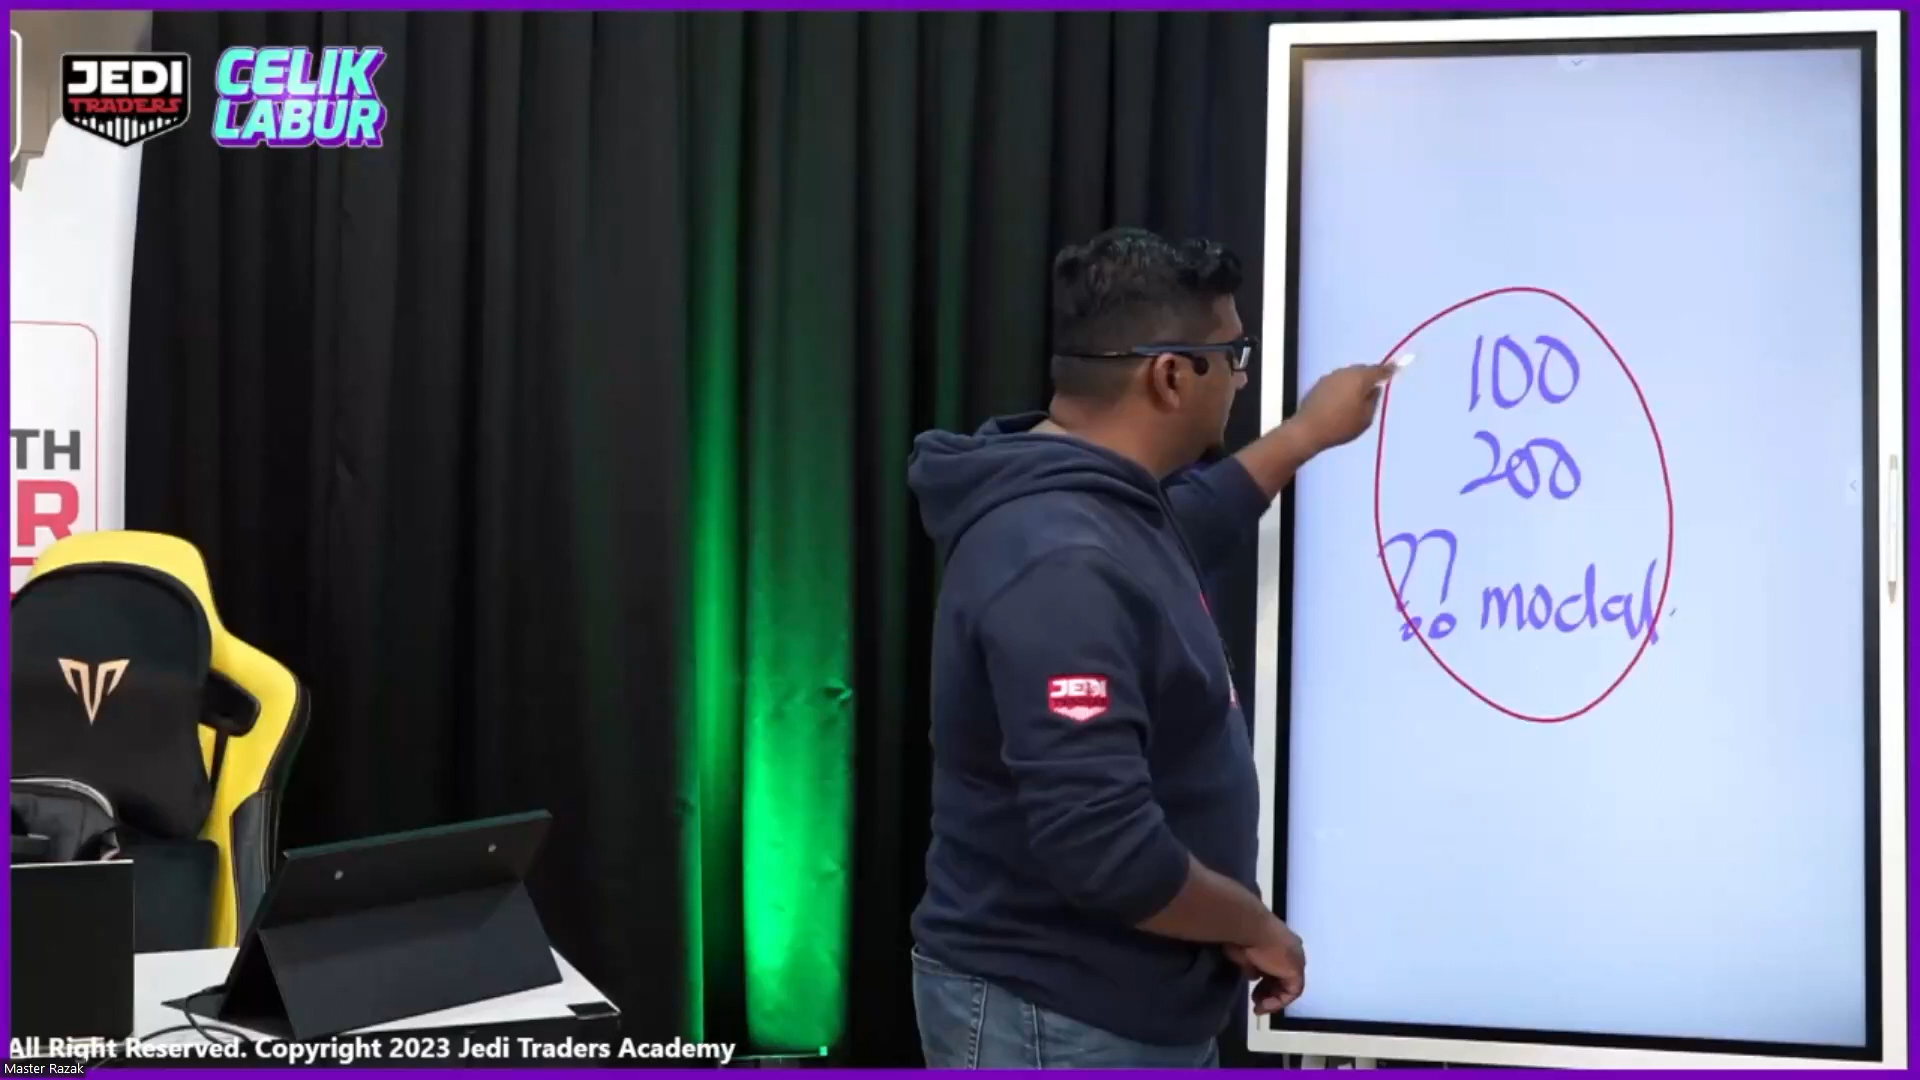 JEDI
TRADERS
CELIK
LABUR
TH
R
100
200
?? modal.
JEDI
All Right Reserved. Copyright 2023 Jedi Traders Academy
Master Razak